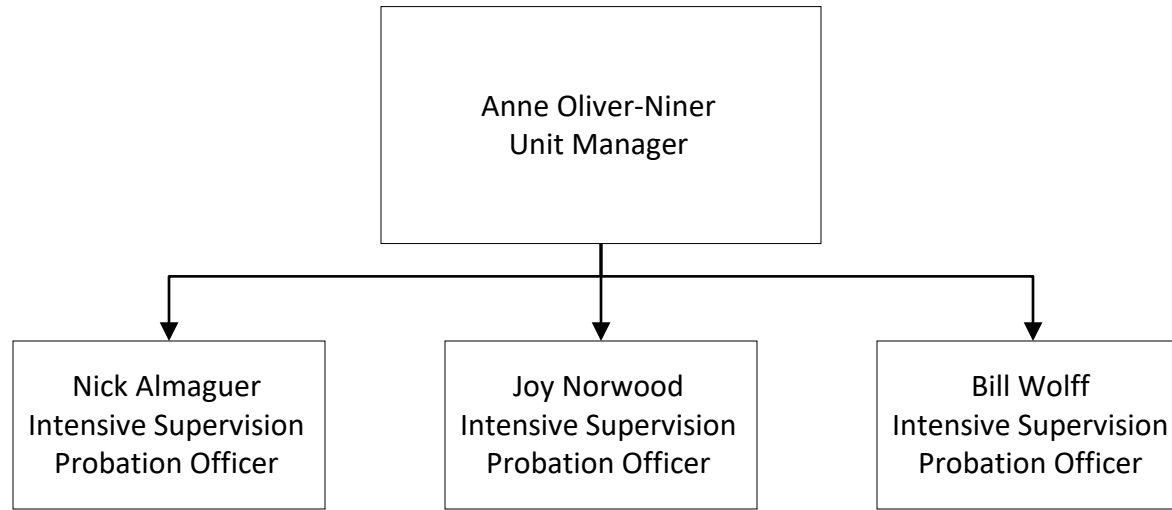 Anne Oliver-Niner
Unit Manager
Nick Almaguer
Intensive Supervision
Probation Officer
Joy Norwood
Intensive Supervision
Probation Officer
Bill Wolff
Intensive Supervision
Probation Officer